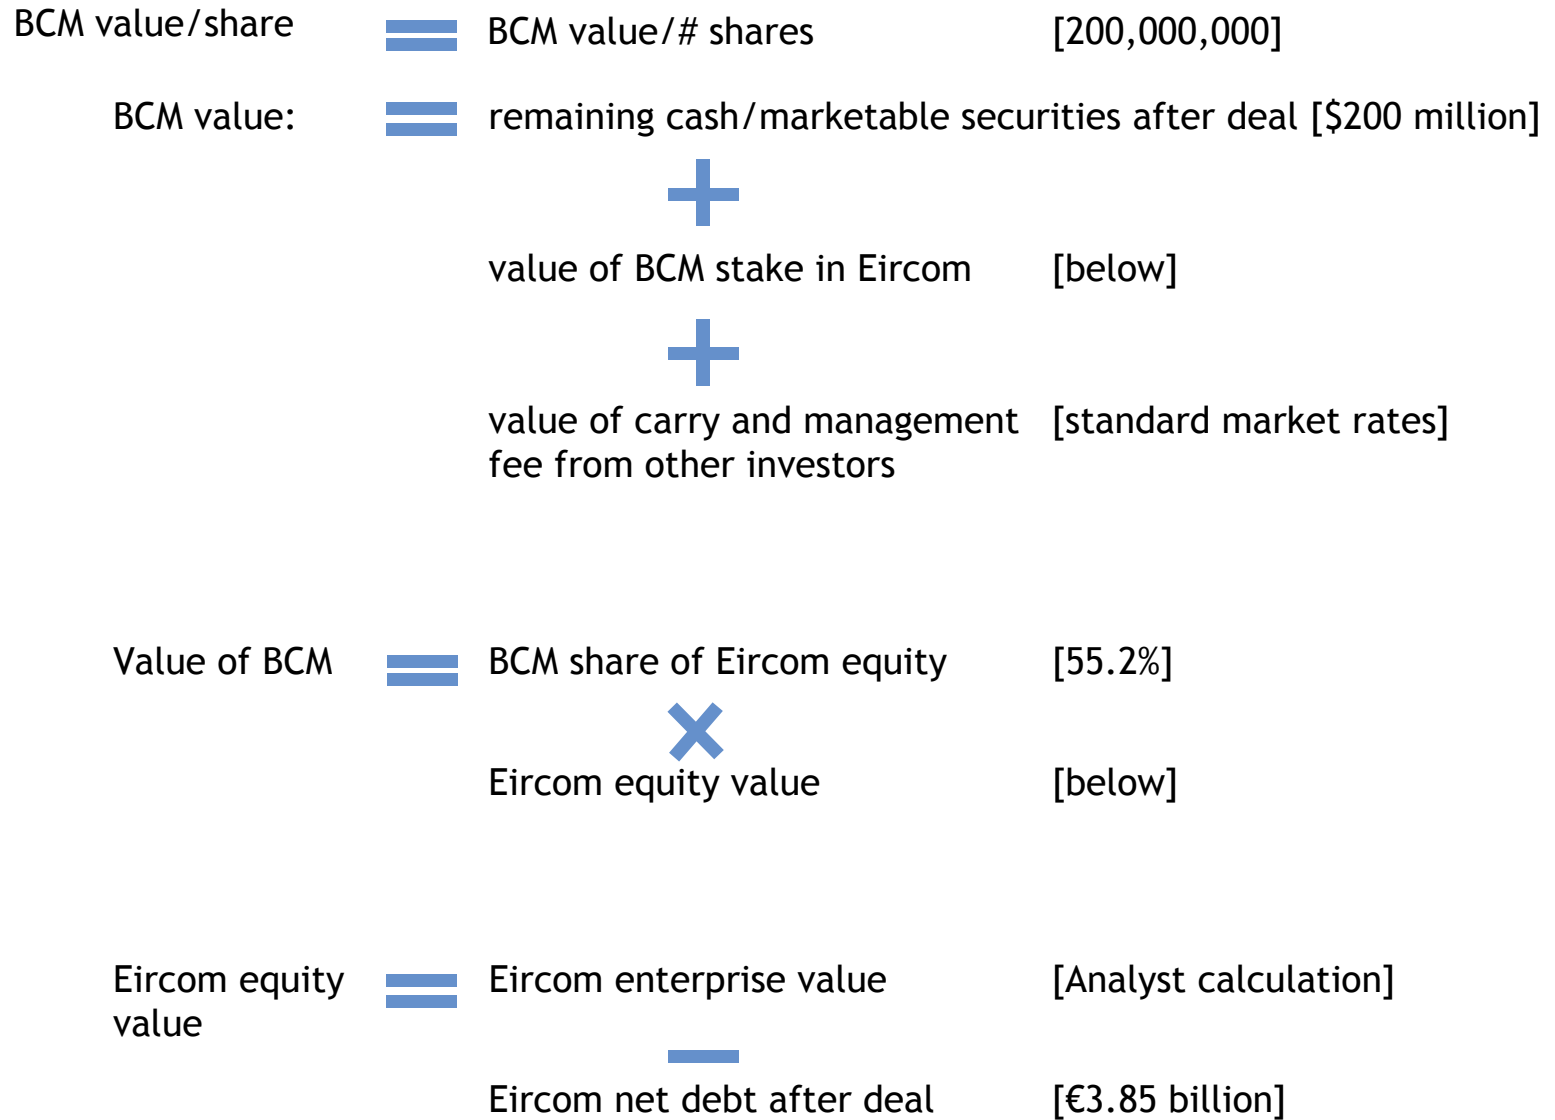 BCM value/share = BCM value/# shares [200,000,000]
BCM value: = remaining cash/marketable securities after deal [$200 million]
+
value of BCM stake in Eircom [below]
+
value of carry and management [standard market rates]
fee from other investors
Value of BCM = BCM share of Eircom equity [55.2%]
×
Eircom equity value [below]
Eircom equity = Eircom enterprise value [Analyst calculation]
value
−
Eircom net debt after deal [€3.85 billion]